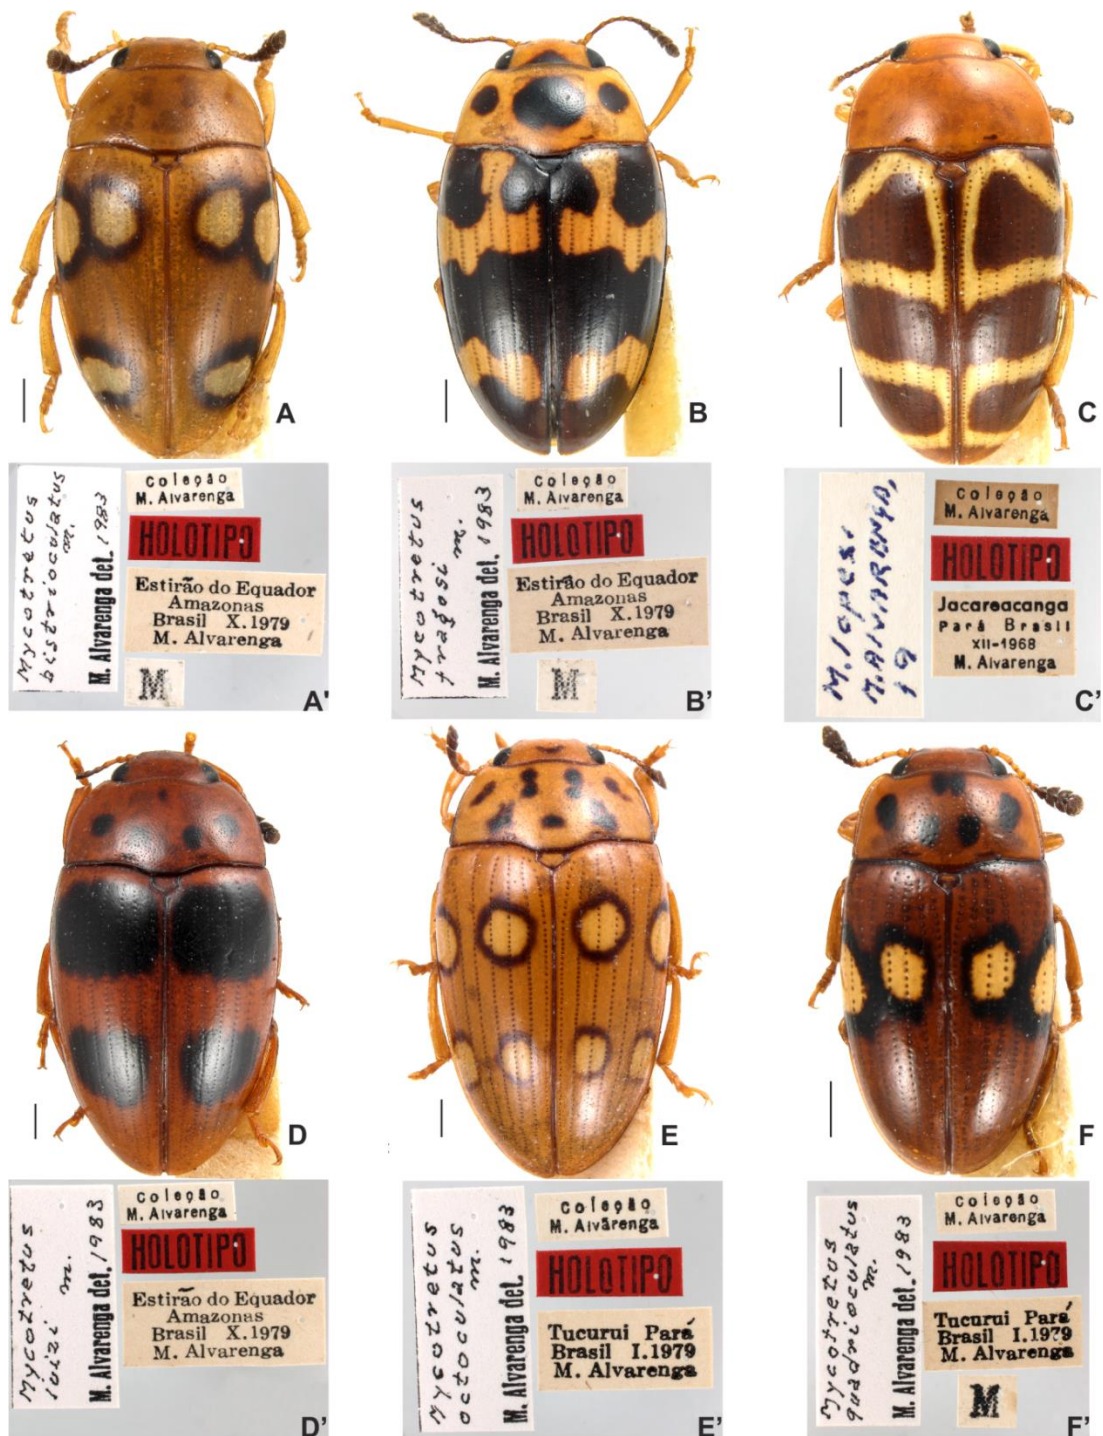 A
B
C
Mycotretus
bistrioculatus
m.
M. Alvarenga det. 1983
Coleção
M. Alvarenga
HOLOTIPO
Estirão do Equador
Amazonas
Brasil X.1979
M. Alvarenga
M
A'
Mycotretus
fragosi
m.
M. Alvarenga det. 1983
Coleção
M. Alvarenga
HOLOTIPO
Estirão do Equador
Amazonas
Brasil X.1979
M. Alvarenga
M
B'
M. lopesi
M. ALVARENGA,
1 9
Coleção
M. Alvarenga
HOLOTIPO
Jacareacanga
Pará Brasil
XII-1968
M. Alvarenga
C'
D
E
F
Mycotretus
loirzi
m.
M. Alvarenga det. 1983
Coleção
M. Alvarenga
HOLOTIPO
Estirão do Equador
Amazonas
Brasil X.1979
M. Alvarenga
D'
Mycotretus
octoculatus
m.
M. Alvarenga det. 1983
Coleção
M. Alvarenga
HOLOTIPO
Tucurui Pará
Brasil I.1979
M. Alvarenga
E'
Mycotretus
quadrioculatus
m.
M. Alvarenga det. 1983
Coleção
M. Alvarenga
HOLOTIPO
Tucurui Pará
Brasil I.1979
M. Alvarenga
M
F'